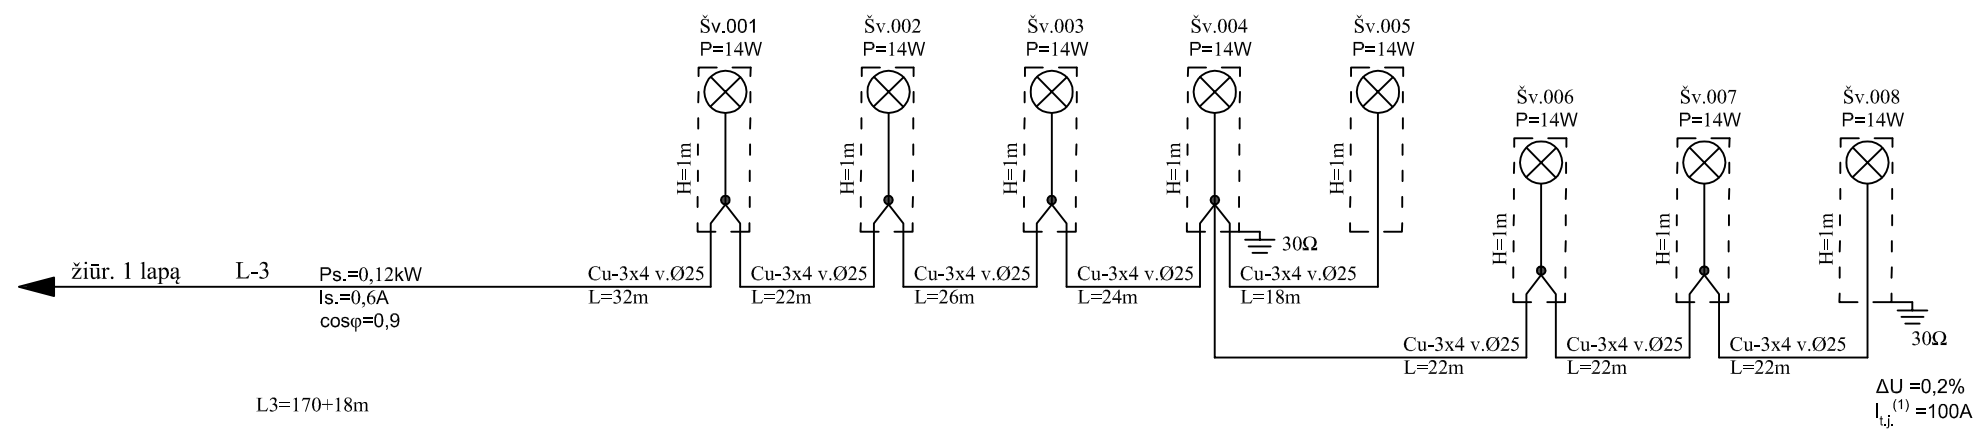 Šv.001
P=14W
Šv.002
P=14W
Šv.003
P=14W
Šv.004
P=14W
Šv.005
P=14W
Šv.006
P=14W
Šv.007
P=14W
Šv.008
P=14W
H=1m
H=1m
H=1m
H=1m
H=1m
H=1m
H=1m
H=1m
30Ω
žiūr. 1 lapą
L-3
Ps.=0,12kW
Is.=0,6A
cosφ=0,9
Cu-3x4 v.Ø25
L=32m
Cu-3x4 v.Ø25
L=22m
Cu-3x4 v.Ø25
L=26m
Cu-3x4 v.Ø25
L=24m
Cu-3x4 v.Ø25
L=18m
Cu-3x4 v.Ø25
L=22m
Cu-3x4 v.Ø25
L=22m
Cu-3x4 v.Ø25
L=22m
30Ω
L3=170+18m
ΔU =0,2%
I t.j. (1) =100A